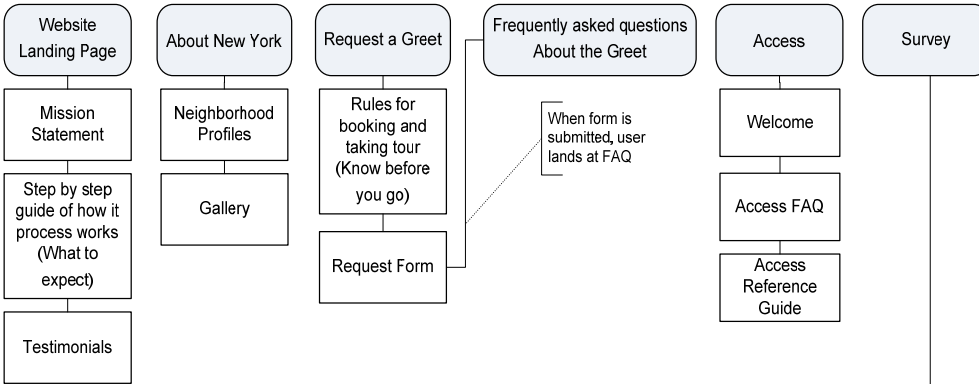 Website
Landing Page
Mission
Statement
Step by step
guide of how it
process works
(What to
expect)
Testimonials
About New York
Neighborhood
Profiles
Gallery
Request a Greet
Rules for
booking and
taking tour
(Know before
you go)
Request Form
Frequently asked questions
About the Greet
When form is
submitted, user
lands at FAQ
Access
Welcome
Access FAQ
Access
Reference
Guide
Survey